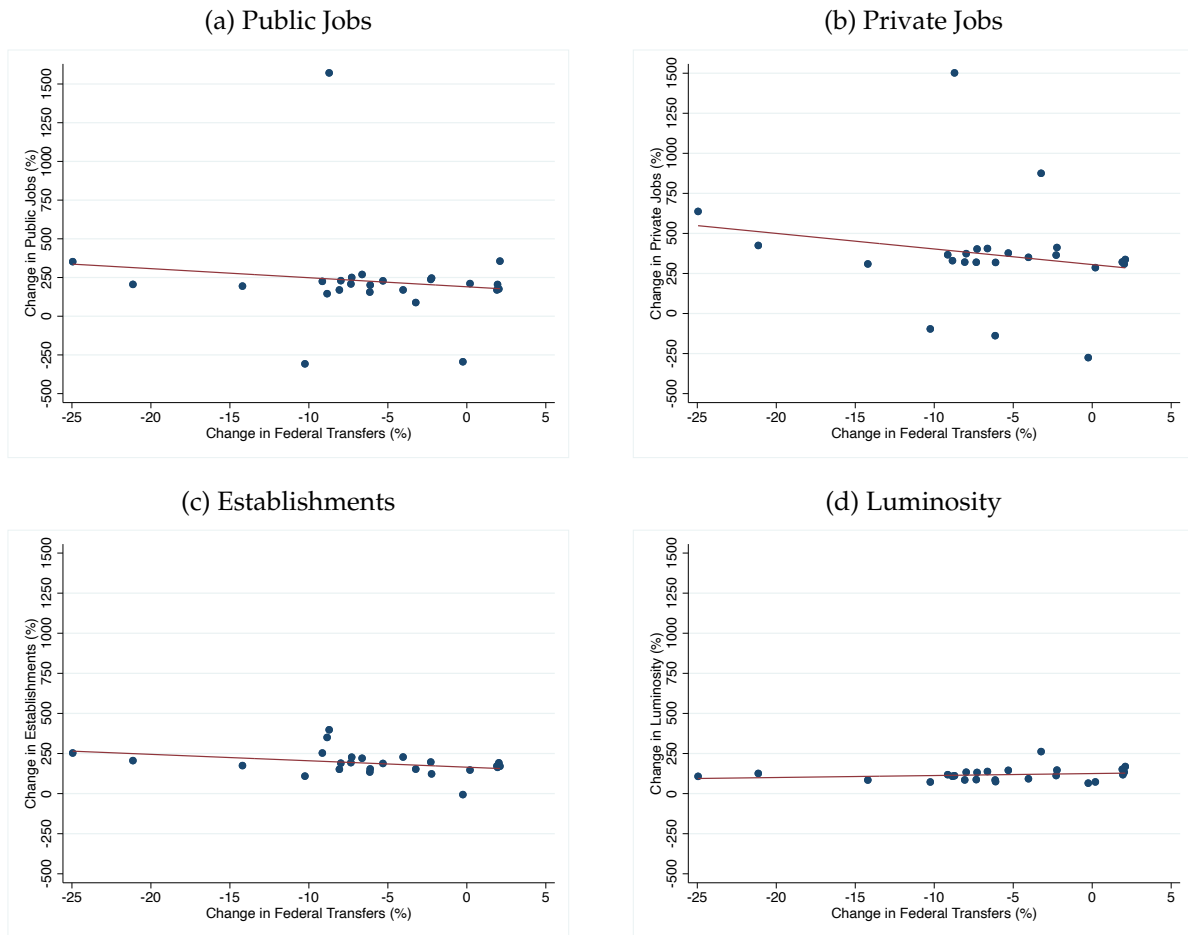 (a) Public Jobs
(b) Private Jobs
Change in Public Jobs (%)
1500
1250
1000
750
500
250
0
-250
-500
-25 -20 -15 -10 -5 0 5
Change in Federal Transfers (%)
Change in Private Jobs (%)
1500
1250
1000
750
500
250
0
-250
-500
-25 -20 -15 -10 -5 0 5
Change in Federal Transfers (%)
(c) Establishments
(d) Luminosity
Change in Establishments (%)
1500
1250
1000
750
500
250
0
-250
-500
-25 -20 -15 -10 -5 0 5
Change in Federal Transfers (%)
Change in Luminosity (%)
1500
1250
1000
750
500
250
0
-250
-500
-25 -20 -15 -10 -5 0 5
Change in Federal Transfers (%)